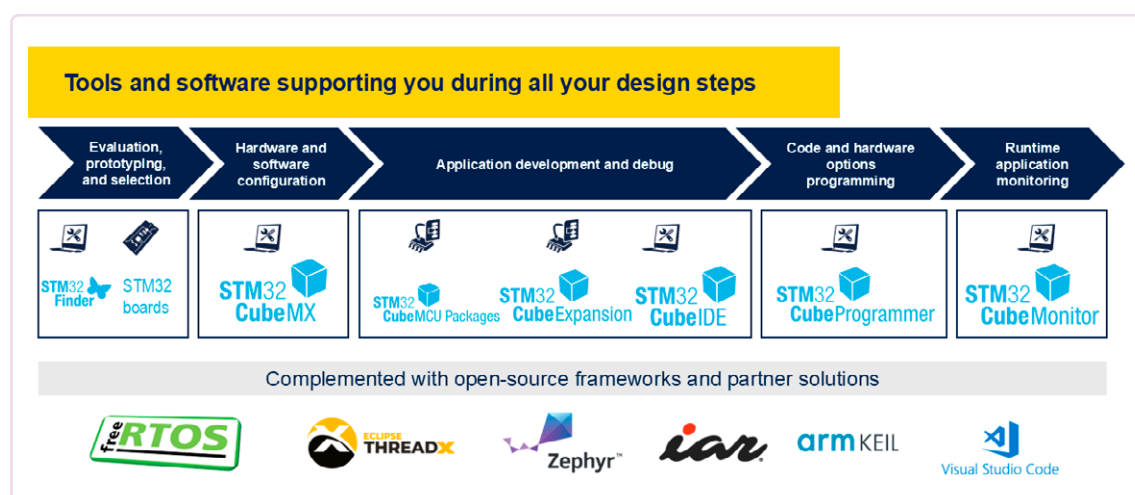 Tools and software supporting you during all your design steps
Evaluation,
prototyping,
and selection
Hardware and
software
configuration
Application development and debug
Code and hardware
options
programming
Runtime
application
monitoring
STM32
Finder
STM32
boards
STM32
CubeMX
STM32
CubeMCU Packages
STM32
CubeExpansion
STM32
CubeIDE
STM32
CubeProgrammer
STM32
CubeMonitor
Complemented with open-source frameworks and partner solutions
free RTOS
ECLIPSE
THREADX
Zephyr™
iar
arm KEIL
Visual Studio Code